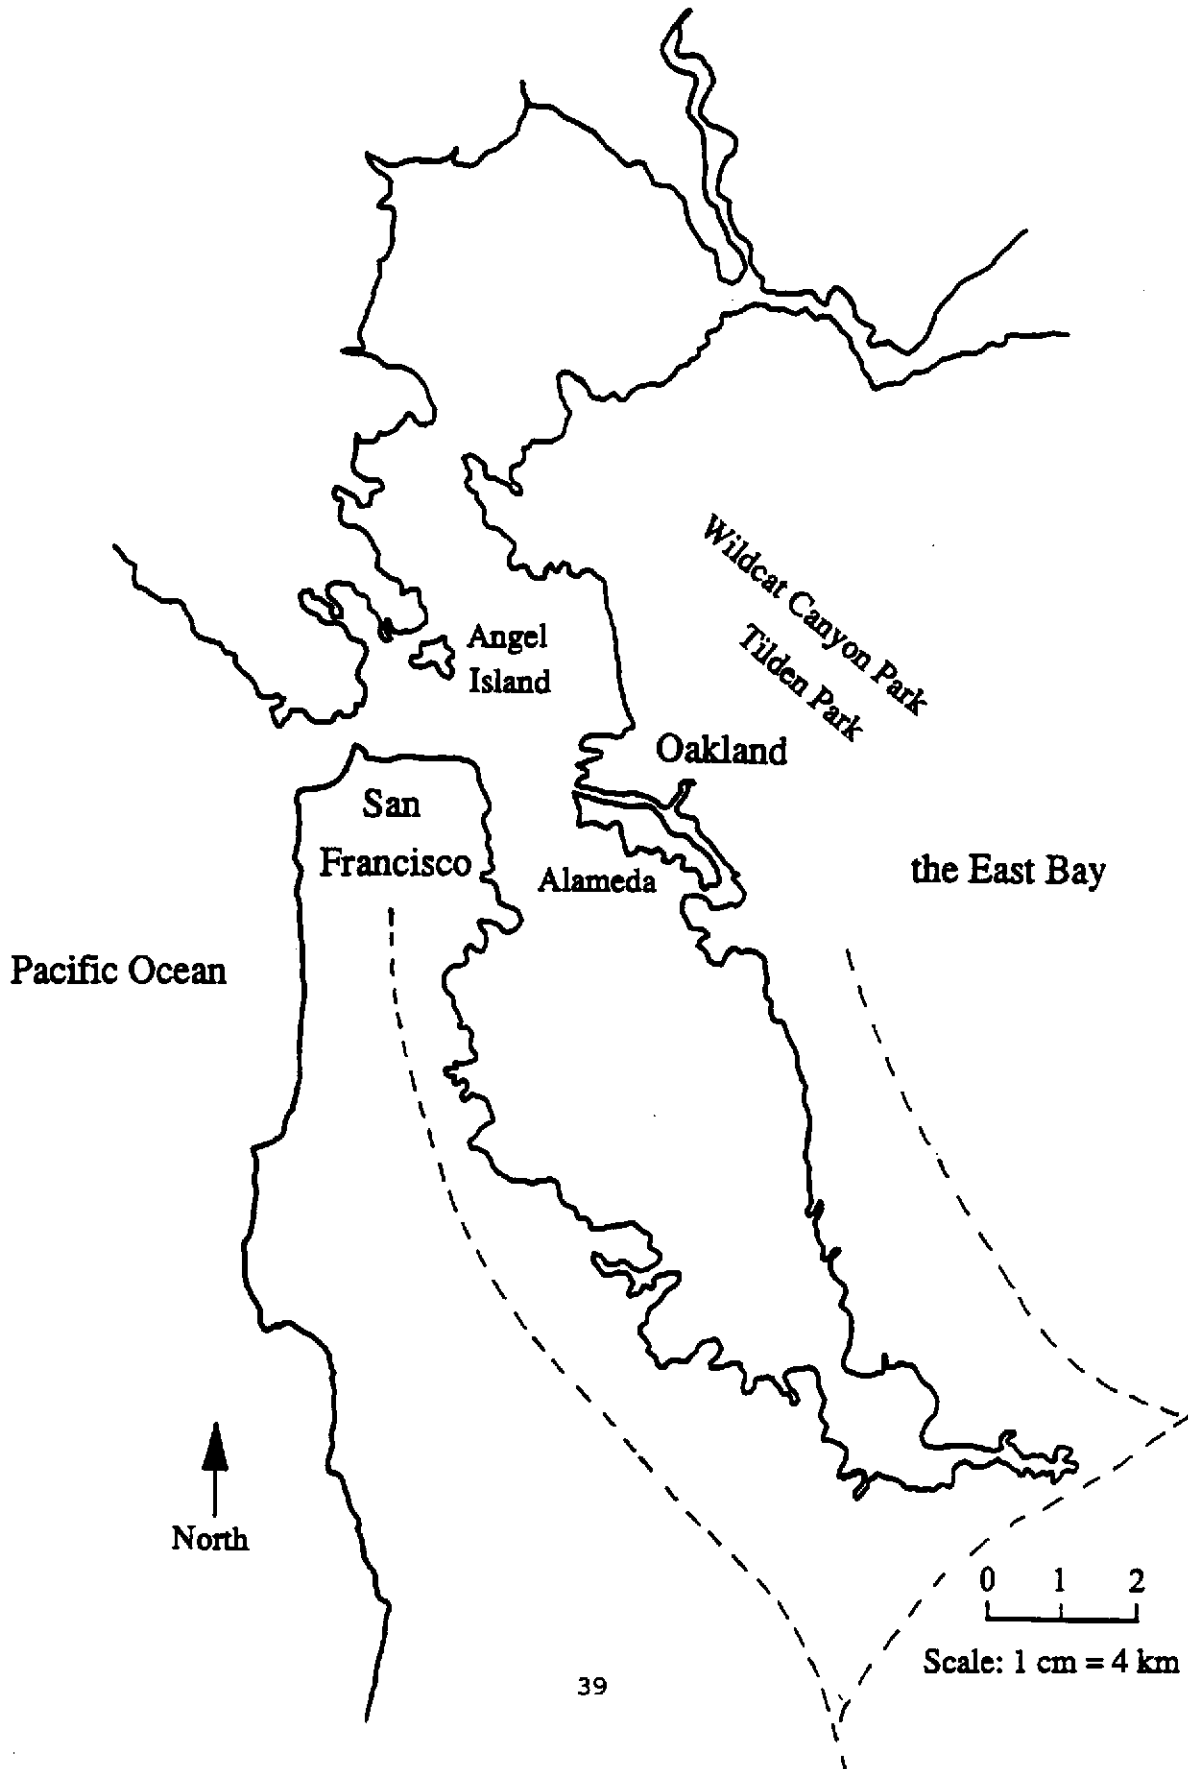 Wildcat Canyon Park
Tilden Park
Angel
Island
Oakland
San
Francisco
Alameda
the East Bay
Pacific Ocean
North
0 1 2
Scale: 1 cm = 4 km
39